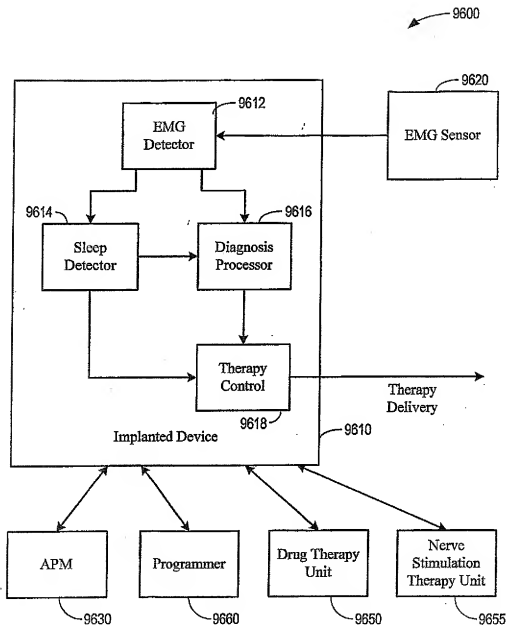 9600
9612
EMG
Detector
9620
EMG Sensor
9614
Sleep
Detector
9616
Diagnosis
Processor
Therapy
Control
9618
Therapy
Delivery
Implanted Device
9610
APM
Programmer
Drug Therapy
Unit
Nerve
Stimulation
Therapy Unit
9630
9660
9650
9655